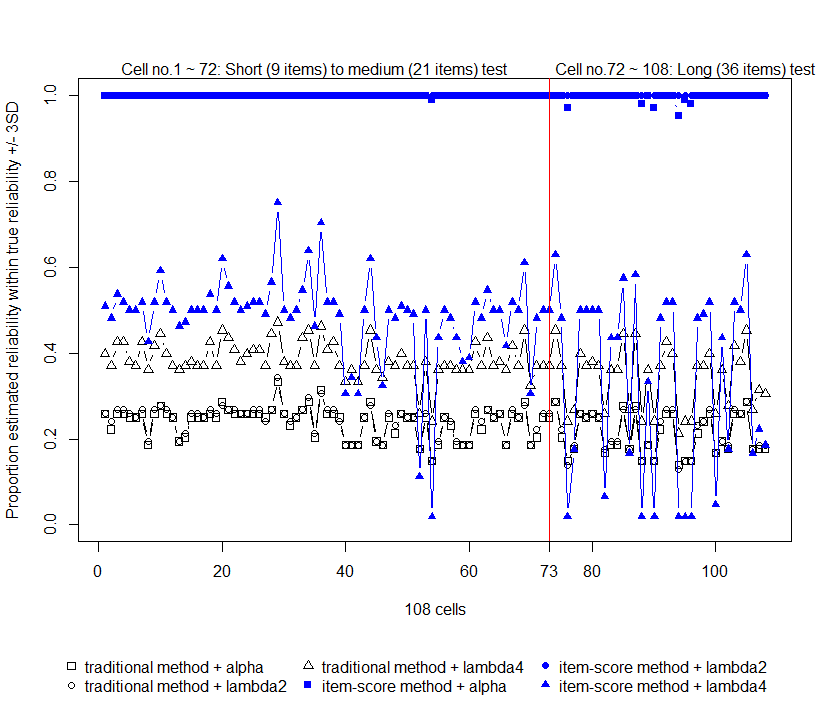 Cell no.1 ~ 72: Short (9 items) to medium (21 items) test
Cell no.72 ~ 108: Long (36 items) test
Proportion estimated reliability within true reliability +/- 3SD
1.0
0.8
0.6
0.4
0.2
0.0
0
20
40
60
73
80
100
108 cells
traditional method + alpha
traditional method + lambda4
item-score method + lambda2
traditional method + lambda2
item-score method + alpha
item-score method + lambda4